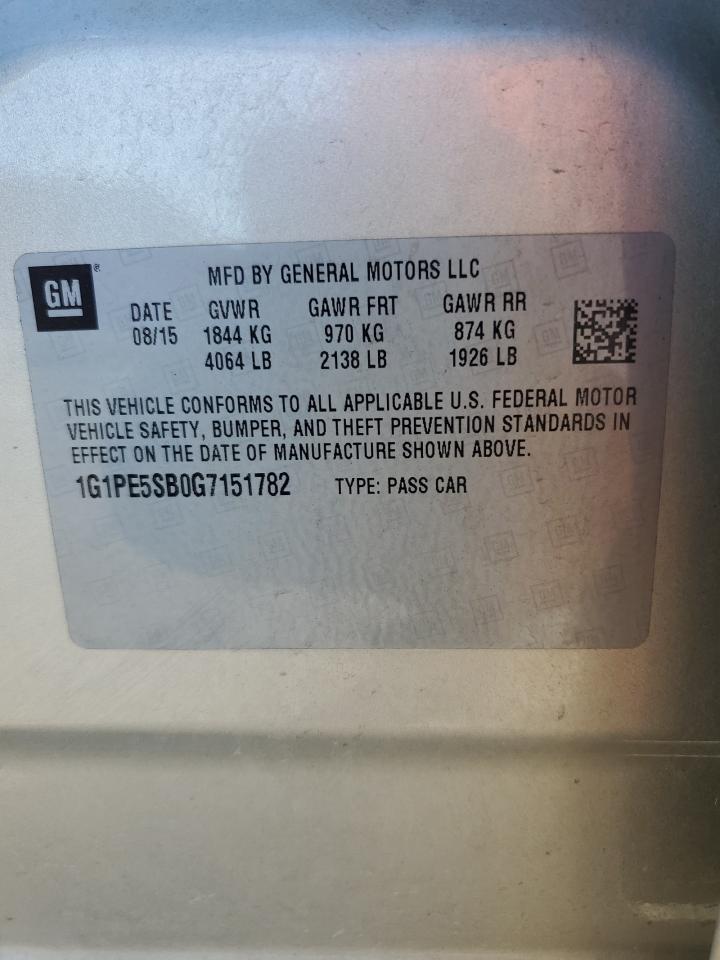 GM®
MFD BY GENERAL MOTORS LLC
DATE GVWR GAWR FRT GAWR RR
08/15 1844 KG 970 KG 874 KG
4064 LB 2138 LB 1926 LB
THIS VEHICLE CONFORMS TO ALL APPLICABLE U.S. FEDERAL MOTOR
VEHICLE SAFETY, BUMPER, AND THEFT PREVENTION STANDARDS IN
EFFECT ON THE DATE OF MANUFACTURE SHOWN ABOVE.
1G1PE5SB0G7151782 TYPE: PASS CAR